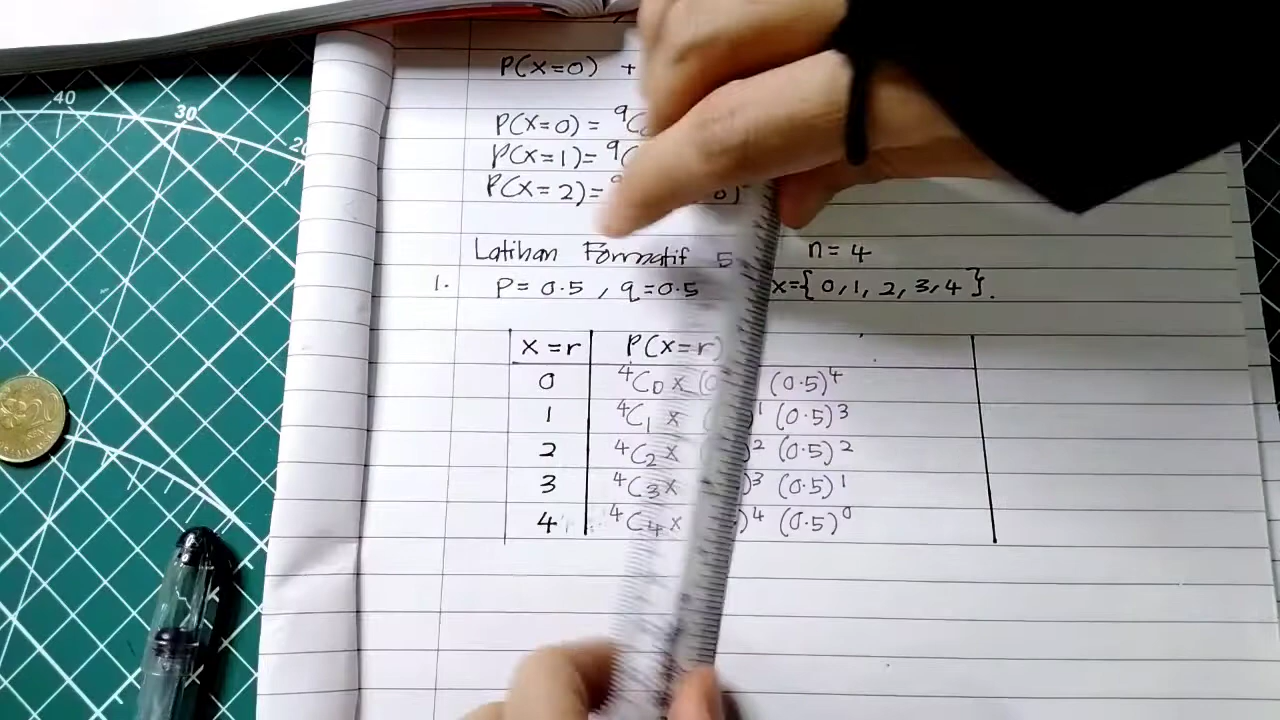 40
30
20
P(X=0) +
P(X=0) = ⁹C
P(X=1) = ⁹C
P(X=2) =
Latihan Formatif 5 n = 4
1. P = 0.5 , q = 0.5 x={ 0, 1, 2, 3, 4 }.
X = r P(X=r)
0 ⁴C₀ x (0 (0.5)⁴
1 ⁴C₁ x )¹ (0.5)³
2 ⁴C₂ x )² (0.5)²
3 ⁴C₃ x )³ (0.5)¹
4 ⁴C₄ x )⁴ (0.5)⁰